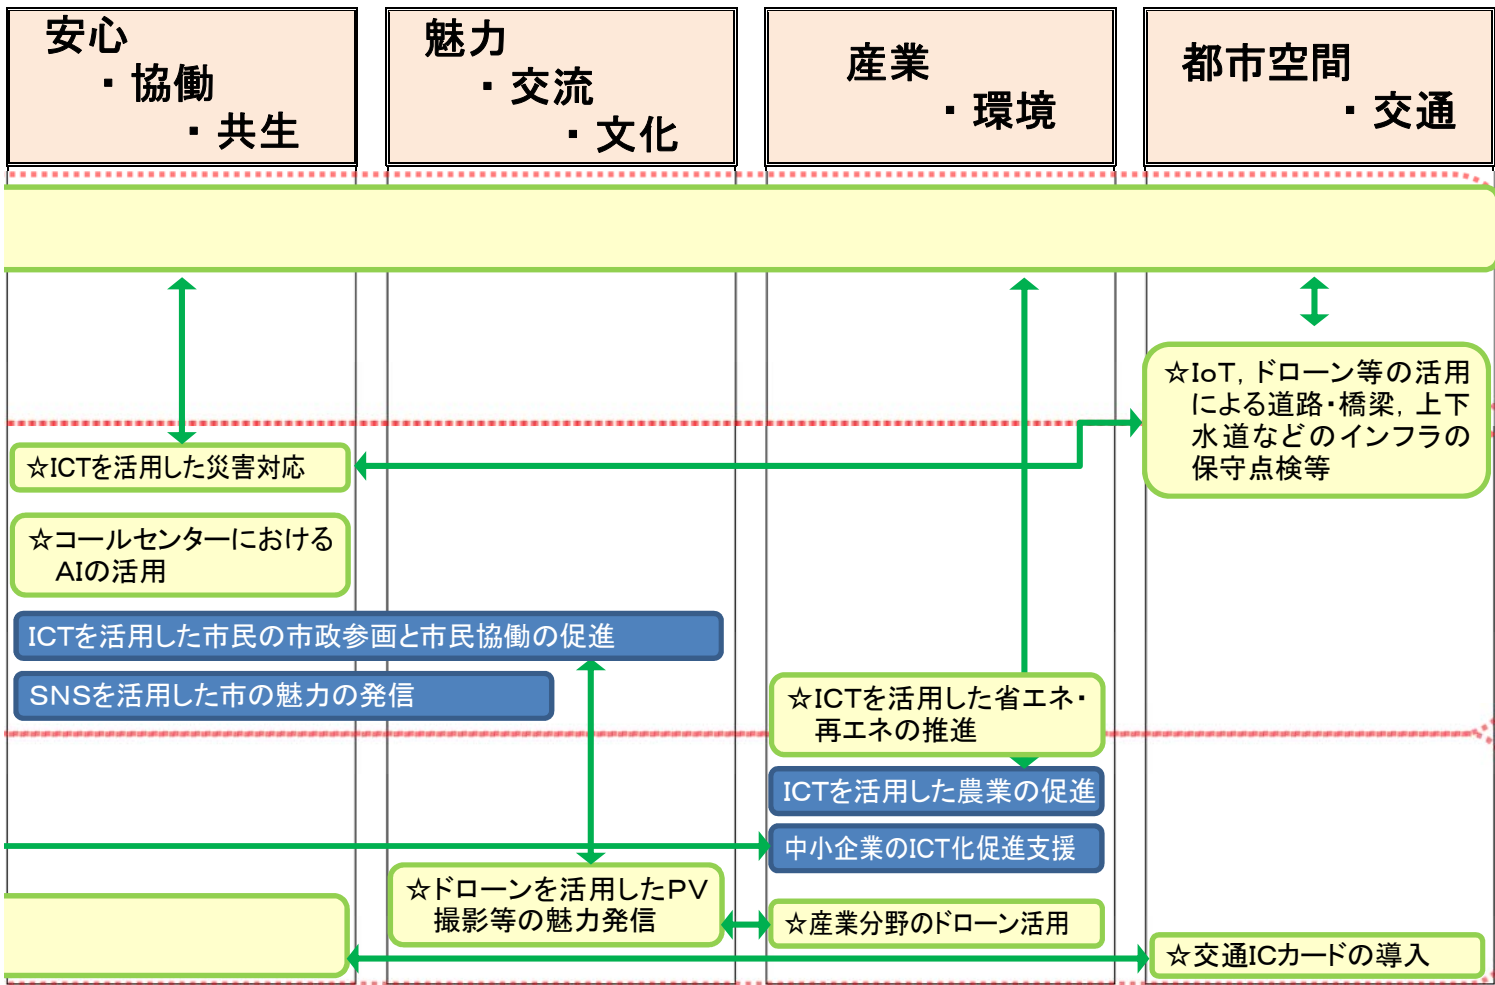 安心
・協働
・共生
魅力
・交流
・文化
産業
・環境
都市空間
・交通
☆IoT，ドローン等の活用
による道路・橋梁，上下
水道などのインフラの
保守点検等
☆ICTを活用した災害対応
☆コールセンターにおける
AIの活用
ICTを活用した市民の市政参画と市民協働の促進
SNSを活用した市の魅力の発信
☆ICTを活用した省エネ・
再エネの推進
ICTを活用した農業の促進
中小企業のICT化促進支援
☆ドローンを活用したPV
撮影等の魅力発信
☆産業分野のドローン活用
☆交通ICカードの導入